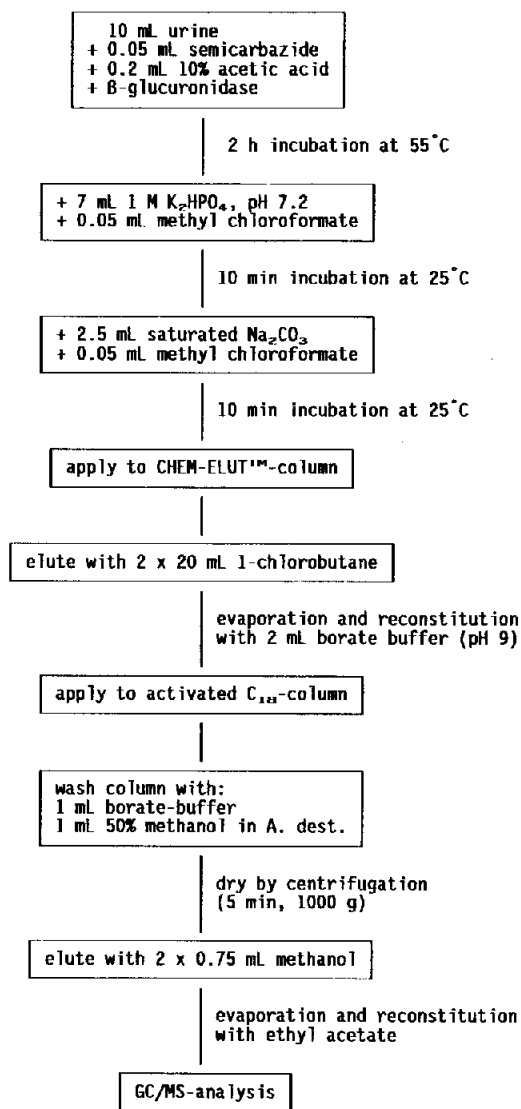 10 mL urine
+ 0.05 mL semicarbazide
+ 0.2 mL 10% acetic acid
+ β-glucuronidase
2 h incubation at 55°C
+ 7 mL 1 M K₂HPO₄, pH 7.2
+ 0.05 mL methyl chloroformate
10 min incubation at 25°C
+ 2.5 mL saturated Na₂CO₃
+ 0.05 mL methyl chloroformate
10 min incubation at 25°C
apply to CHEM-ELUT™-column
elute with 2 x 20 mL 1-chlorobutane
evaporation and reconstitution
with 2 mL borate buffer (pH 9)
apply to activated C₁₈-column
wash column with:
1 mL borate-buffer
1 mL 50% methanol in A. dest.
dry by centrifugation
(5 min, 1000 g)
elute with 2 x 0.75 mL methanol
evaporation and reconstitution
with ethyl acetate
GC/MS-analysis